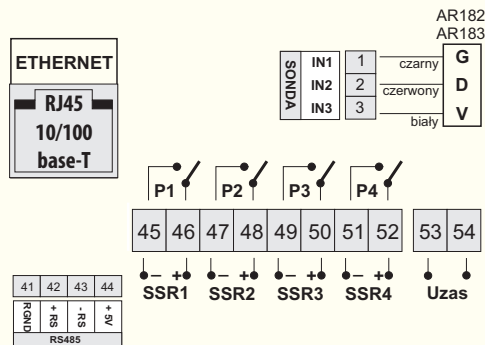 AR182
AR183
ETHERNET
RJ45
10/100
base-T
SONDA
IN1 1 czarny G
IN2 2 czerwony D
IN3 3 biały V
P1 P2 P3 P4
45 46 47 48 49 50 51 52 53 54
– + – + – + – +
SSR1 SSR2 SSR3 SSR4 Uzas
41 42 43 44
RGND + RS - RS + 5V
RS485